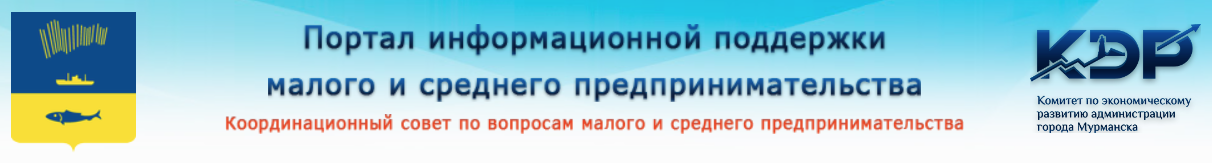 Портал информационной поддержки
малого и среднего предпринимательства
Координационный совет по вопросам малого и среднего предпринимательства
КЭР
Комитет по экономическому
развитию администрации
города Мурманска